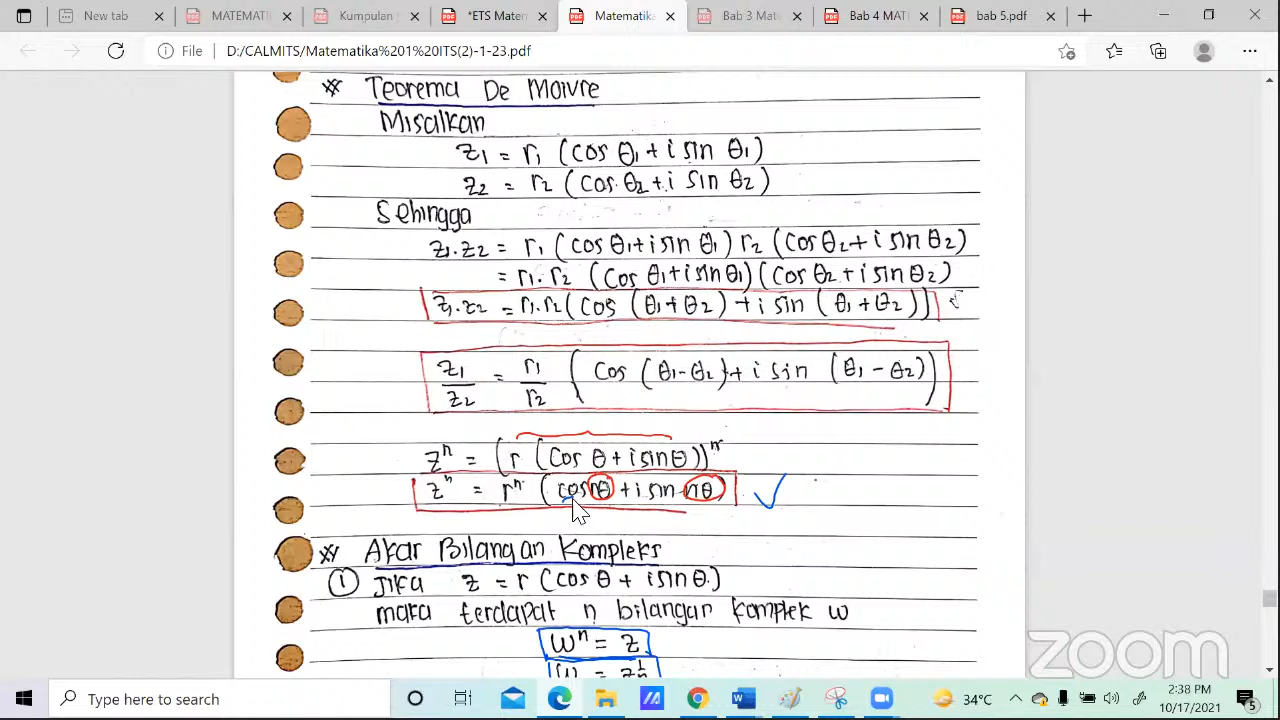 New tab
MATEMATI
Kumpulan
*ETS Matem
Matematika
Bab 3 Mate
Bab 4 MATI
bab 5.pdf
File
D:/CALMITS/Matematika%201%20ITS(2)-1-23.pdf
** Teorema De Moivre
Misalkan
z1 = r1 (cos θ1 + i sin θ1)
z2 = r2 (cos θ2 + i sin θ2)
Sehingga
z1.z2 = r1 (cos θ1 + i sin θ1) r2 (cos θ2 + i sin θ2)
= r1.r2 (cos θ1 + i sin θ1)(cos θ2 + i sin θ2)
z1.z2 = r1.r2 (cos (θ1 + θ2) + i sin (θ1 + θ2))
z1/z2 = r1/r2 (cos (θ1 - θ2) + i sin (θ1 - θ2))
z^n = (r (cos θ + i sin θ))^n
z^n = r^n (cos nθ + i sin nθ)
** Akar Bilangan Kompleks
① Jika z = r (cos θ + i sin θ)
maka terdapat n bilangan komplek w
w^n = z
w = z^1/n
zoom
Type here to search
34°C
2:38 PM
10/17/2021
5